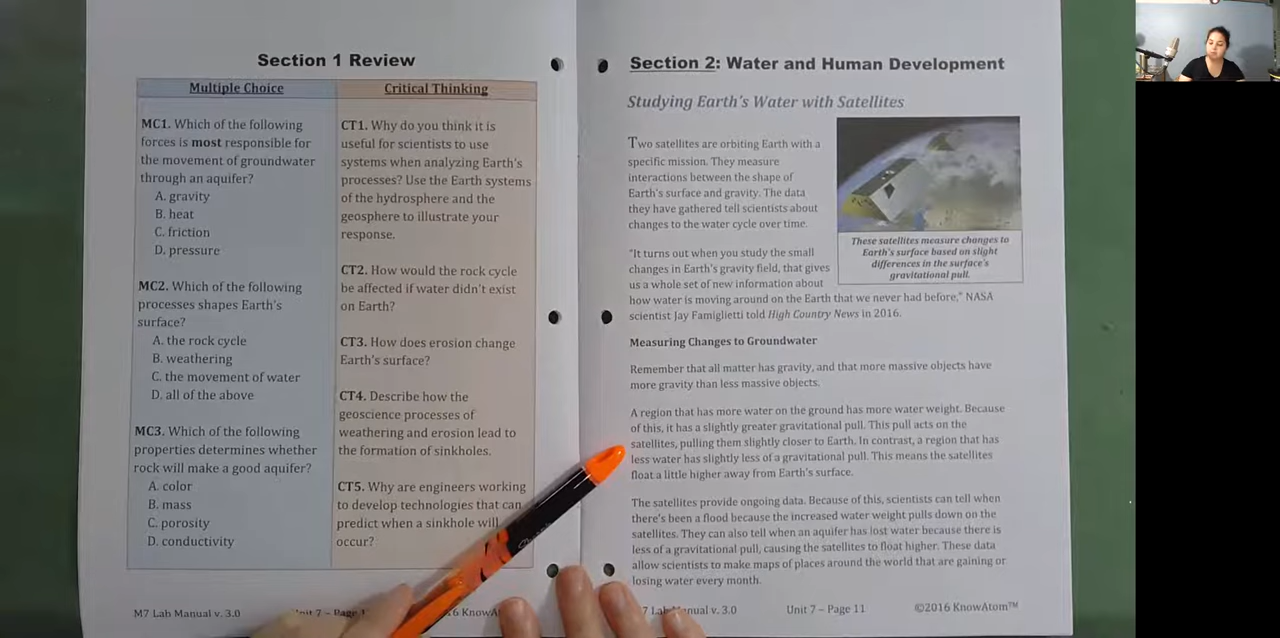 Section 1 Review
Multiple Choice
MC1. Which of the following
forces is most responsible for
the movement of groundwater
through an aquifer?
A. gravity
B. heat
C. friction
D. pressure
MC2. Which of the following
processes shapes Earth's
surface?
A. the rock cycle
B. weathering
C. the movement of water
D. all of the above
MC3. Which of the following
properties determines whether
rock will make a good aquifer?
A. color
B. mass
C. porosity
D. conductivity
Critical Thinking
CT1. Why do you think it is
useful for scientists to use
systems when analyzing Earth's
processes? Use the Earth systems
of the hydrosphere and the
geosphere to illustrate your
response.
CT2. How would the rock cycle
be affected if water didn't exist
on Earth?
CT3. How does erosion change
Earth's surface?
CT4. Describe how the
geoscience processes of
weathering and erosion lead to
the formation of sinkholes.
CT5. Why are engineers working
to develop technologies that can
predict when a sinkhole will
occur?
M7 Lab Manual v. 3.0 Unit 7 – Page KnowAtom
Section 2: Water and Human Development
Studying Earth's Water with Satellites
Two satellites are orbiting Earth with a
specific mission. They measure
interactions between the shape of
Earth's surface and gravity. The data
they have gathered tell scientists about
changes to the water cycle over time.
These satellites measure changes to
Earth's surface based on slight
differences in the surface's
gravitational pull.
"It turns out when you study the small
changes in Earth's gravity field, that gives
us a whole set of new information about
how water is moving around on the Earth that we never had before," NASA
scientist Jay Famiglietti told High Country News in 2016.
Measuring Changes to Groundwater
Remember that all matter has gravity, and that more massive objects have
more gravity than less massive objects.
A region that has more water on the ground has more water weight. Because
of this, it has a slightly greater gravitational pull. This pull acts on the
satellites, pulling them slightly closer to Earth. In contrast, a region that has
less water has slightly less of a gravitational pull. This means the satellites
float a little higher away from Earth's surface.
The satellites provide ongoing data. Because of this, scientists can tell when
there's been a flood because the increased water weight pulls down on the
satellites. They can also tell when an aquifer has lost water because there is
less of a gravitational pull, causing the satellites to float higher. These data
allow scientists to make maps of places around the world that are gaining or
losing water every month.
7 Lab Manual v. 3.0 Unit 7 – Page 11 ©2016 KnowAtom™